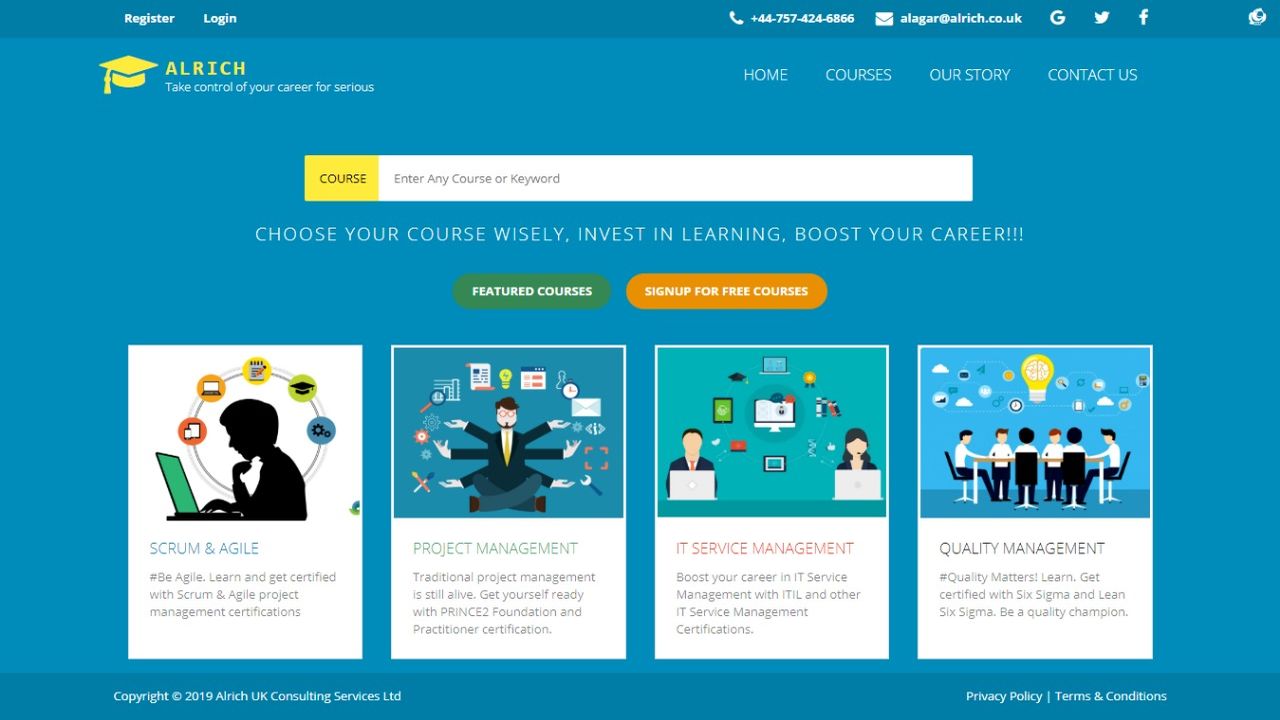 Register Login +44-757-424-6866 alagar@alrich.co.uk
ALRICH
Take control of your career for serious
HOME COURSES OUR STORY CONTACT US
COURSE Enter Any Course or Keyword
CHOOSE YOUR COURSE WISELY, INVEST IN LEARNING, BOOST YOUR CAREER!!!
FEATURED COURSES SIGNUP FOR FREE COURSES
SCRUM & AGILE
#Be Agile. Learn and get certified
with Scrum & Agile project
management certifications
PROJECT MANAGEMENT
Traditional project management
is still alive. Get yourself ready
with PRINCE2 Foundation and
Practitioner certification.
IT SERVICE MANAGEMENT
Boost your career in IT Service
Management with ITIL and other
IT Service Management
Certifications.
QUALITY MANAGEMENT
#Quality Matters! Learn. Get
certified with Six Sigma and Lean
Six Sigma. Be a quality champion.
Copyright © 2019 Alrich UK Consulting Services Ltd
Privacy Policy | Terms & Conditions